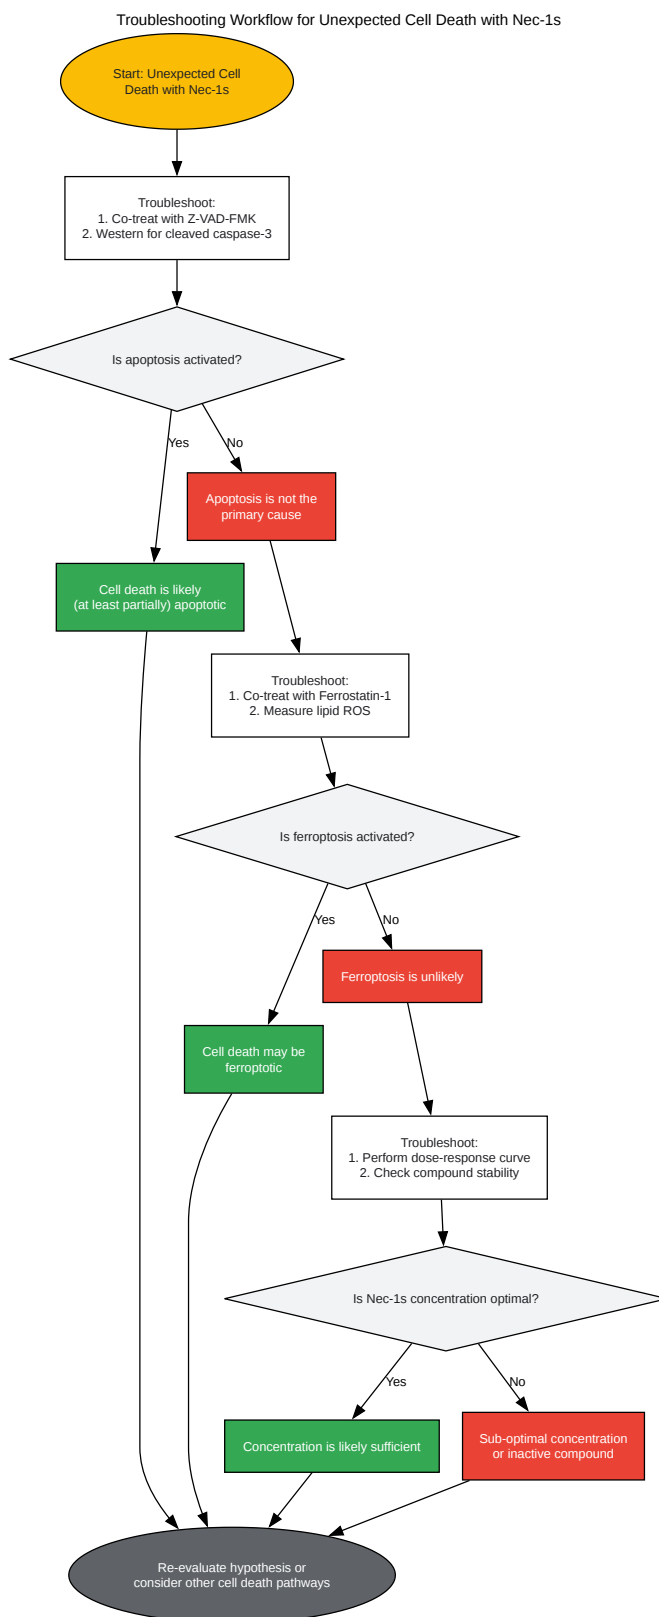 Troubleshooting Workflow for Unexpected Cell Death with Nec-1s
Start: Unexpected Cell
Death with Nec-1s
Troubleshoot:
1. Co-treat with Z-VAD-FMK
2. Western for cleaved caspase-3
Is apoptosis activated?
Yes
No
Apoptosis is not the
primary cause
Cell death is likely
(at least partially) apoptotic
Troubleshoot:
1. Co-treat with Ferrostatin-1
2. Measure lipid ROS
Is ferroptosis activated?
Yes
No
Ferroptosis is unlikely
Cell death may be
ferroptotic
Troubleshoot:
1. Perform dose-response curve
2. Check compound stability
Is Nec-1s concentration optimal?
Yes
No
Concentration is likely sufficient
Sub-optimal concentration
or inactive compound
Re-evaluate hypothesis or
consider other cell death pathways